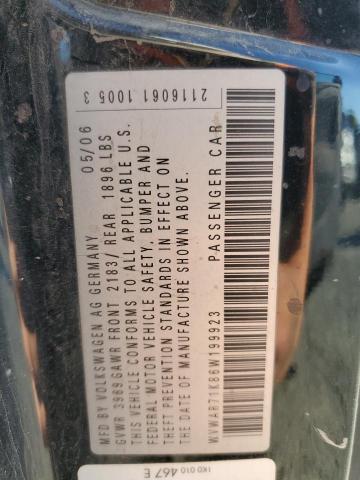 MFD BY VOLKSWAGEN AG GERMANY 05/06 2116061 1005 3
GVWR 3969 GAWR FRONT 2183/ REAR 1896 LBS
THIS VEHICLE CONFORMS TO ALL APPLICABLE U.S.
FEDERAL MOTOR VEHICLE SAFETY, BUMPER AND
THEFT PREVENTION STANDARDS IN EFFECT ON
THE DATE OF MANUFACTURE SHOWN ABOVE.
WVWAB71K86W199923 PASSENGER CAR
1K0 010 467 E